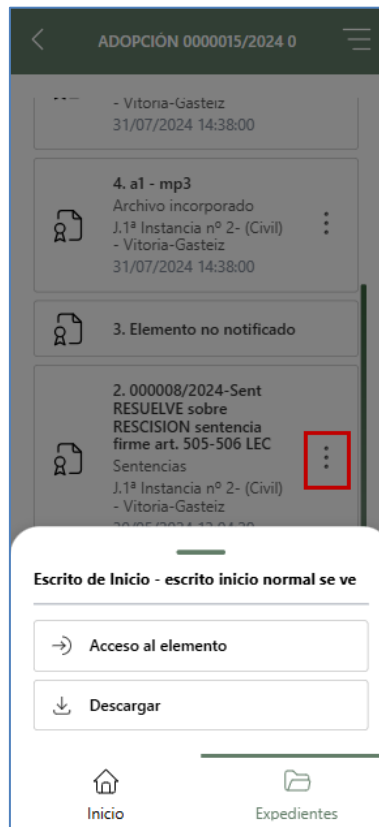 ADOPCIÓN 0000015/2024 0
- Vitoria-Gasteiz
31/07/2024 14:38:00
4. a1 - mp3
Archivo incorporado
J.1ª Instancia nº 2- (Civil)
- Vitoria-Gasteiz
31/07/2024 14:38:00
3. Elemento no notificado
2. 000008/2024-Sent
RESUELVE sobre
RESCISION sentencia
firme art. 505-506 LEC
Sentencias
J.1ª Instancia nº 2- (Civil)
- Vitoria-Gasteiz
Escrito de Inicio - escrito inicio normal se ve
Acceso al elemento
Descargar
Inicio
Expedientes